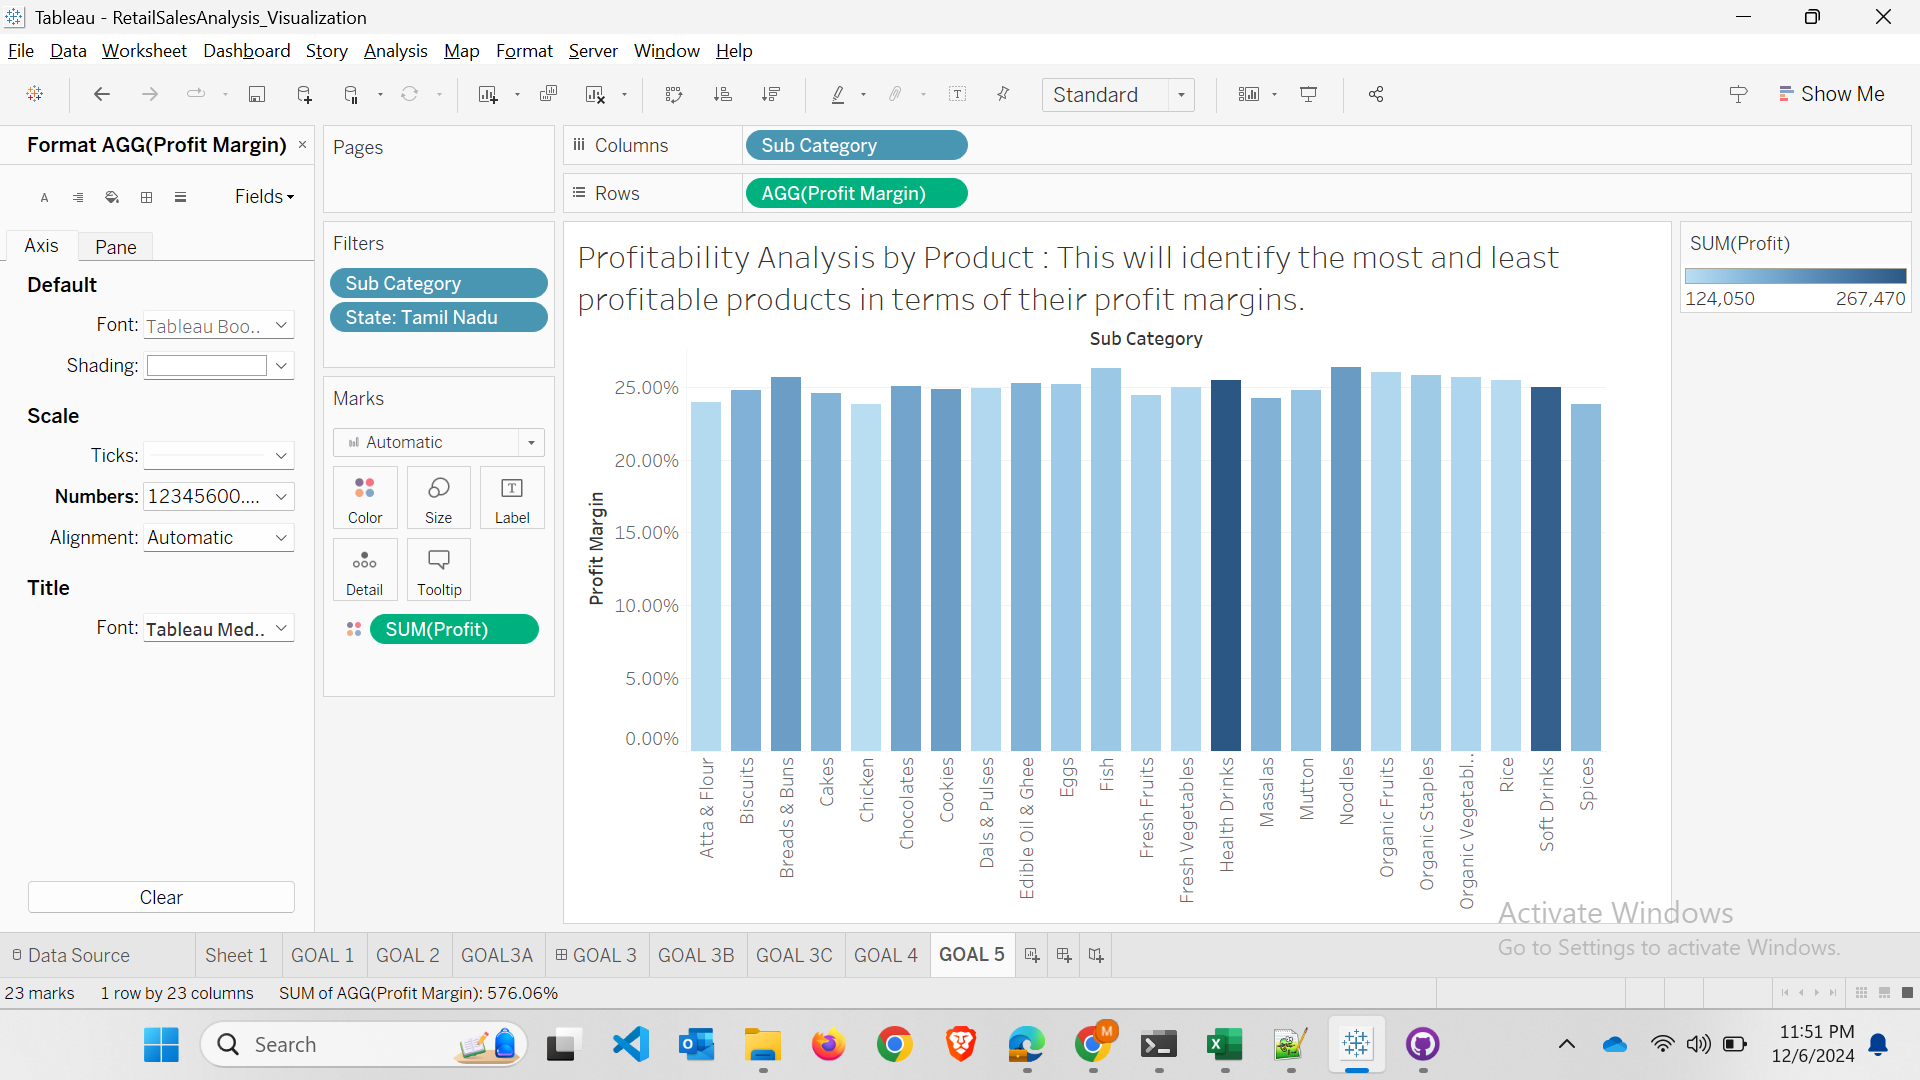 Tableau - RetailSalesAnalysis_Visualization
File Data Worksheet Dashboard Story Analysis Map Format Server Window Help
Standard
Show Me
Format AGG(Profit Margin) ×
Fields
Axis Pane
Default
Font: Tableau Boo..
Shading:
Scale
Ticks:
Numbers: 12345600....
Alignment: Automatic
Title
Font: Tableau Med..
Clear
Pages
Filters
Sub Category
State: Tamil Nadu
Marks
Automatic
Color Size Label
Detail Tooltip
SUM(Profit)
Columns Sub Category
Rows AGG(Profit Margin)
Profitability Analysis by Product : This will identify the most and least
profitable products in terms of their profit margins.
Sub Category
Profit Margin
25.00%
20.00%
15.00%
10.00%
5.00%
0.00%
Atta & Flour
Biscuits
Breads & Buns
Cakes
Chicken
Chocolates
Cookies
Dals & Pulses
Edible Oil & Ghee
Eggs
Fish
Fresh Fruits
Fresh Vegetables
Health Drinks
Masalas
Mutton
Noodles
Organic Fruits
Organic Staples
Organic Vegetabl..
Rice
Soft Drinks
Spices
SUM(Profit)
124,050 267,470
Activate Windows
Go to Settings to activate Windows.
Data Source Sheet 1 GOAL 1 GOAL 2 GOAL3A GOAL 3 GOAL 3B GOAL 3C GOAL 4 GOAL 5
23 marks 1 row by 23 columns SUM of AGG(Profit Margin): 576.06%
Search
M
11:51 PM
12/6/2024